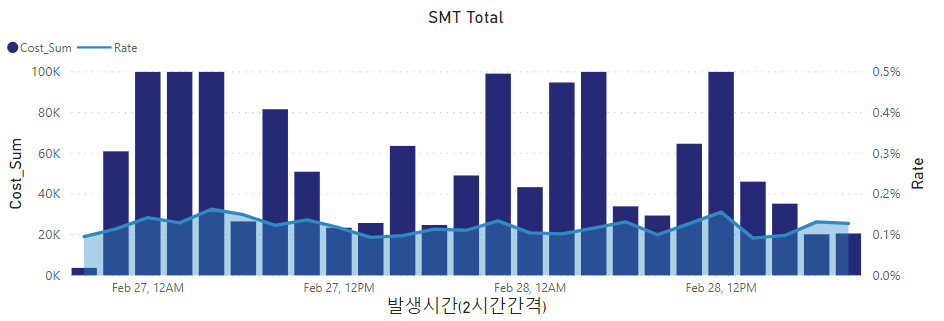 SMT Total
Cost_Sum Rate
100K
80K
60K
40K
20K
0K
Cost_Sum
0.5%
0.4%
0.3%
0.2%
0.1%
0.0%
Rate
Feb 27, 12AM Feb 27, 12PM Feb 28, 12AM Feb 28, 12PM
발생시간(2시간간격)